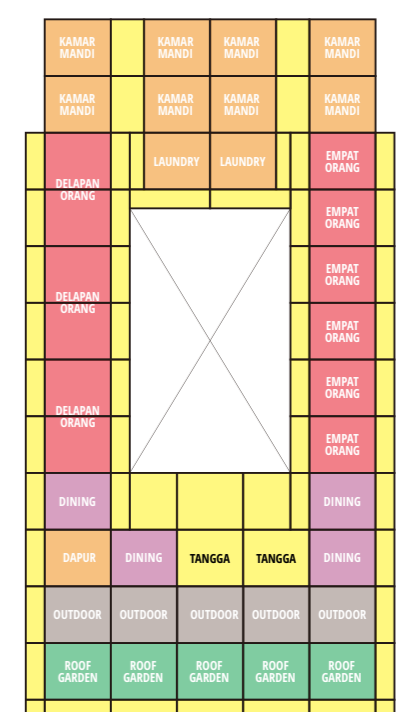 KAMAR
MANDI
KAMAR
MANDI
KAMAR
MANDI
KAMAR
MANDI
KAMAR
MANDI
KAMAR
MANDI
KAMAR
MANDI
KAMAR
MANDI
LAUNDRY
LAUNDRY
EMPAT
ORANG
DELAPAN
ORANG
EMPAT
ORANG
EMPAT
ORANG
DELAPAN
ORANG
EMPAT
ORANG
EMPAT
ORANG
DELAPAN
ORANG
EMPAT
ORANG
DINING
DINING
DAPUR
DINING
TANGGA
TANGGA
DINING
OUTDOOR
OUTDOOR
OUTDOOR
OUTDOOR
OUTDOOR
ROOF
GARDEN
ROOF
GARDEN
ROOF
GARDEN
ROOF
GARDEN
ROOF
GARDEN